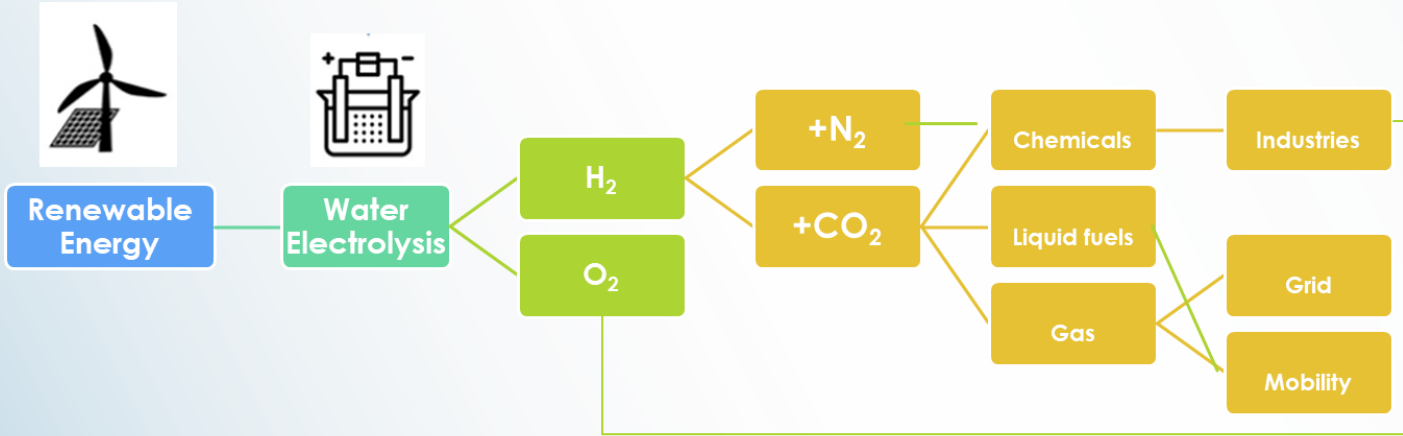 Renewable
Energy
Water
Electrolysis
+ -
H₂
O₂
+N₂
+CO₂
Chemicals
Liquid fuels
Gas
Industries
Grid
Mobility